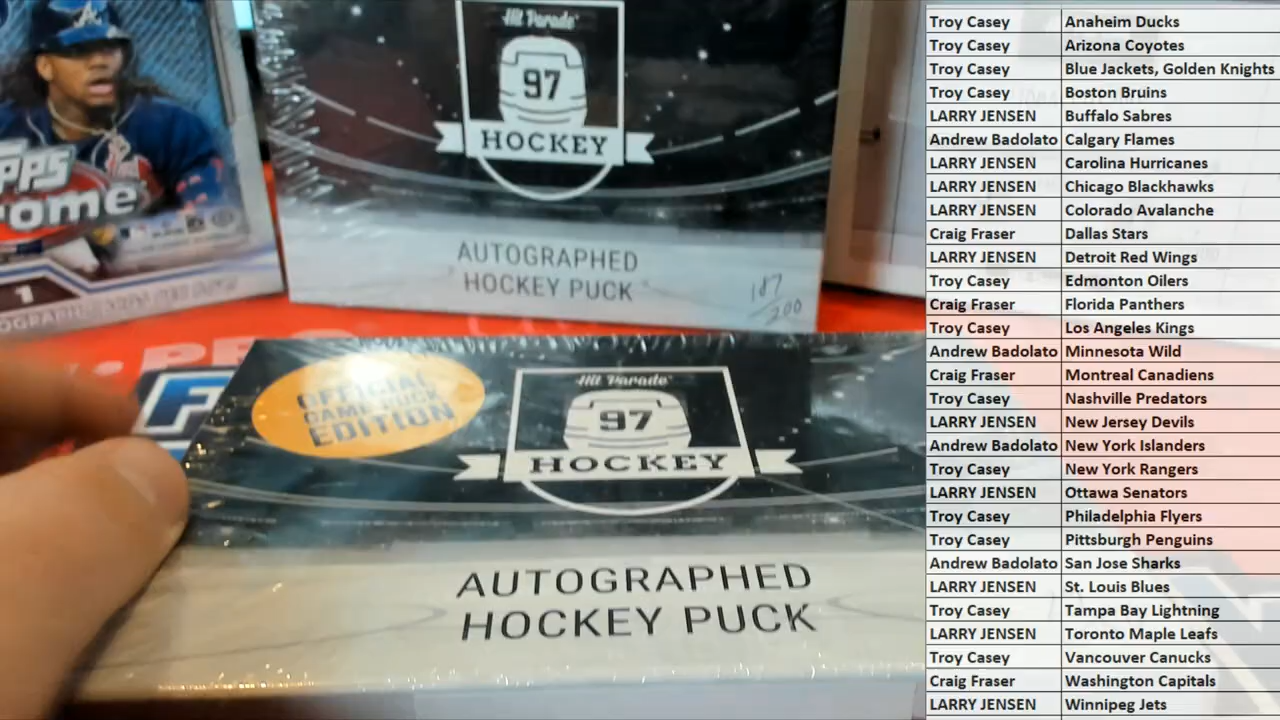 PPS
rome
1
Hit Parade
97
HOCKEY
AUTOGRAPHED
HOCKEY PUCK
187
/200
OFFICIAL
GAME PUCK
EDITION
Hit Parade
97
HOCKEY
AUTOGRAPHED
HOCKEY PUCK
Troy Casey Anaheim Ducks
Troy Casey Arizona Coyotes
Troy Casey Blue Jackets, Golden Knights
Troy Casey Boston Bruins
LARRY JENSEN Buffalo Sabres
Andrew Badolato Calgary Flames
LARRY JENSEN Carolina Hurricanes
LARRY JENSEN Chicago Blackhawks
LARRY JENSEN Colorado Avalanche
Craig Fraser Dallas Stars
LARRY JENSEN Detroit Red Wings
Troy Casey Edmonton Oilers
Craig Fraser Florida Panthers
Troy Casey Los Angeles Kings
Andrew Badolato Minnesota Wild
Craig Fraser Montreal Canadiens
Troy Casey Nashville Predators
LARRY JENSEN New Jersey Devils
Andrew Badolato New York Islanders
Troy Casey New York Rangers
LARRY JENSEN Ottawa Senators
Troy Casey Philadelphia Flyers
Troy Casey Pittsburgh Penguins
Andrew Badolato San Jose Sharks
LARRY JENSEN St. Louis Blues
Troy Casey Tampa Bay Lightning
LARRY JENSEN Toronto Maple Leafs
Troy Casey Vancouver Canucks
Craig Fraser Washington Capitals
LARRY JENSEN Winnipeg Jets